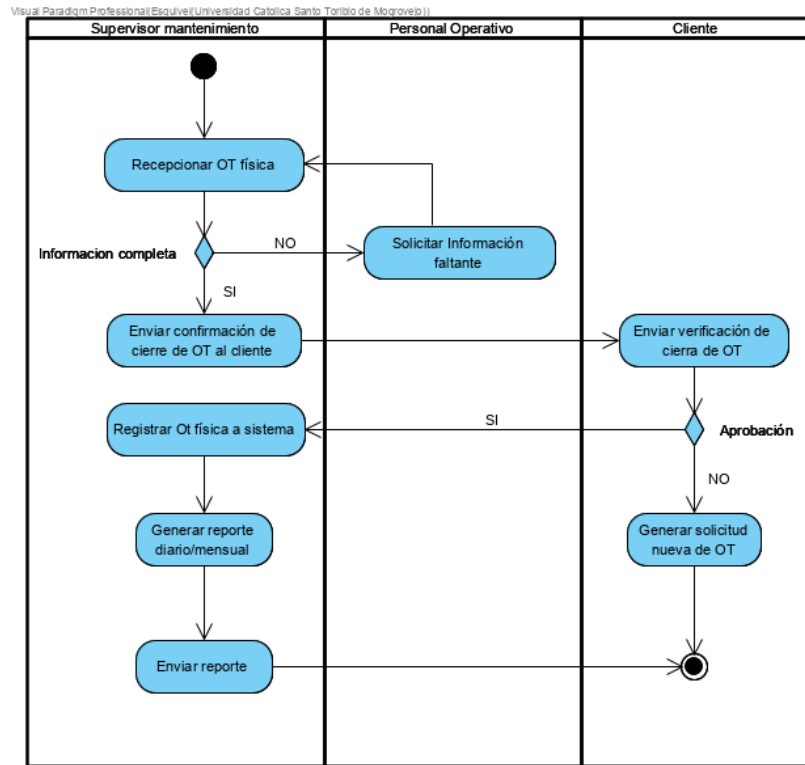 Visual Paradigm Professional(Esquivel(Universidad Catolica Santo Toribio de Mogrovejo))
Supervisor mantenimiento
Personal Operativo
Cliente
Recepcionar OT física
Informacion completa
NO
Solicitar Información
faltante
SI
Enviar confirmación de
cierre de OT al cliente
Enviar verificación de
cierra de OT
Registrar Ot física a sistema
SI
Aprobación
NO
Generar reporte
diario/mensual
Generar solicitud
nueva de OT
Enviar reporte